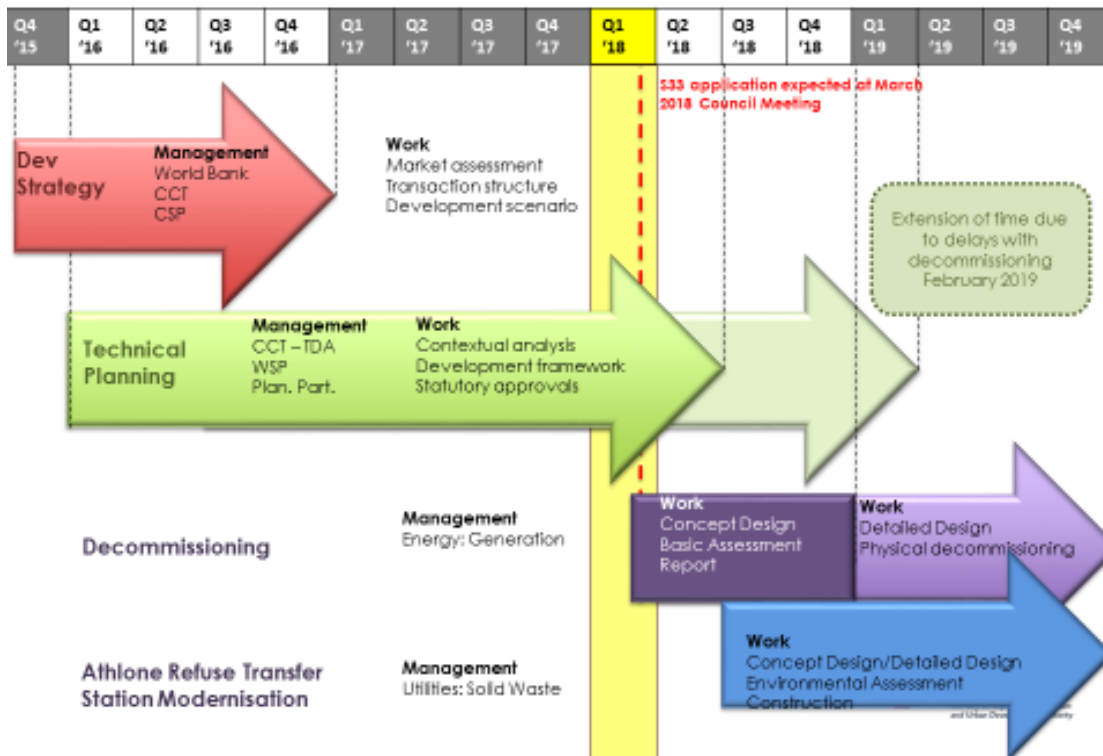 Q4 Q1 Q2 Q3 Q4 Q1 Q2 Q3 Q4 Q1 Q2 Q3 Q4 Q1 Q2 Q3 Q4
'15 '16 '16 '16 '16 '17 '17 '17 '17 '18 '18 '18 '18 '19 '19 '19 '19
S33 application expected at March
2018 Council Meeting
Dev
Strategy
Management
World Bank
CCT
CSP
Work
Market assessment
Transaction structure
Development scenario
Extension of time due
to delays with
decommissioning
February 2019
Technical
Planning
Management
CCT – TDA
WSP
Plan. Part.
Work
Contextual analysis
Development framework
Statutory approvals
Decommissioning
Management
Energy: Generation
Work
Concept Design
Basic Assessment
Report
Work
Detailed Design
Physical decommissioning
Athlone Refuse Transfer
Station Modernisation
Management
Utilities: Solid Waste
Work
Concept Design/Detailed Design
Environmental Assessment
Construction
and Urban